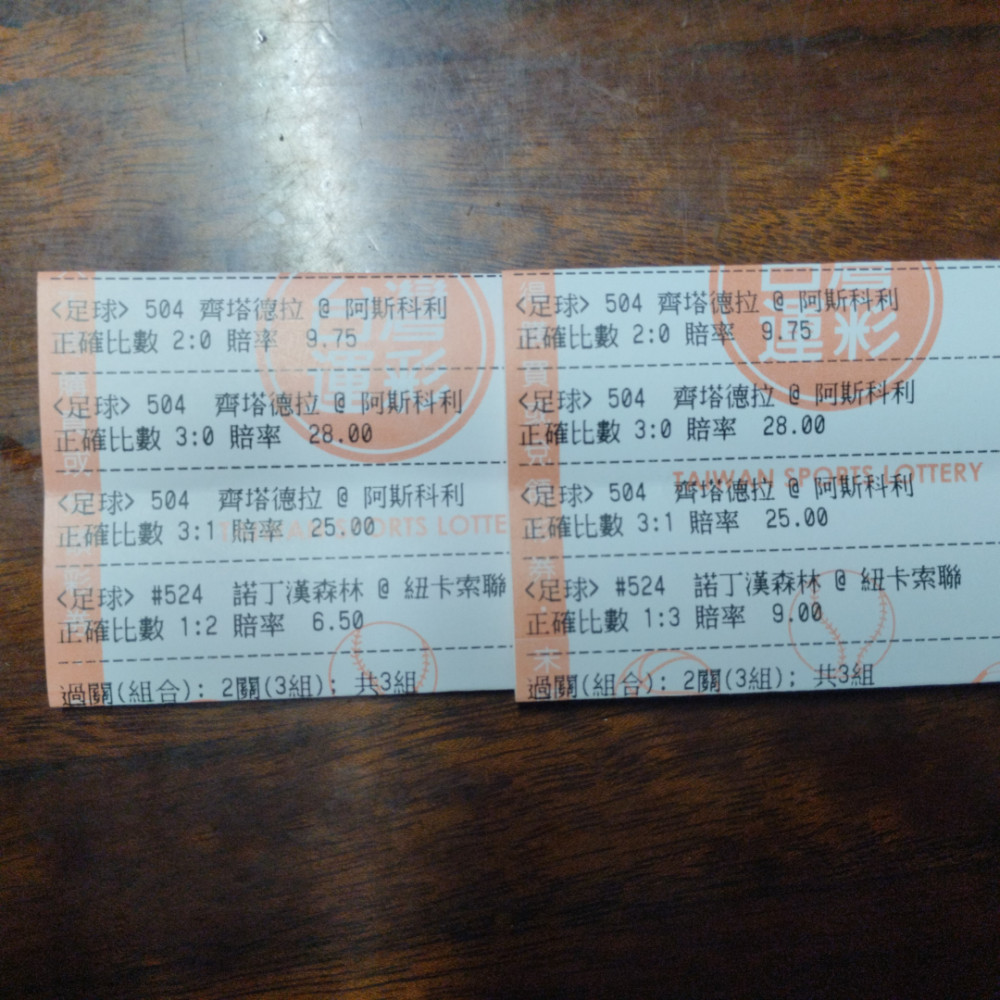 <足球> 504 齊塔德拉 @ 阿斯科利
正確比數 2:0 賠率 9.75
<足球> 504 齊塔德拉 @ 阿斯科利
正確比數 3:0 賠率 28.00
<足球> 504 齊塔德拉 @ 阿斯科利
正確比數 3:1 賠率 25.00
<足球> #524 諾丁漢森林 @ 紐卡索聯
正確比數 1:2 賠率 6.50
過關(組合): 2關(3組); 共3組
台灣
運彩
<足球> 504 齊塔德拉 @ 阿斯科利
正確比數 2:0 賠率 9.75
<足球> 504 齊塔德拉 @ 阿斯科利
正確比數 3:0 賠率 28.00
TAIWAN SPORTS LOTTERY
<足球> 504 齊塔德拉 @ 阿斯科利
正確比數 3:1 賠率 25.00
<足球> #524 諾丁漢森林 @ 紐卡索聯
正確比數 1:3 賠率 9.00
過關(組合): 2關(3組); 共3組
運彩